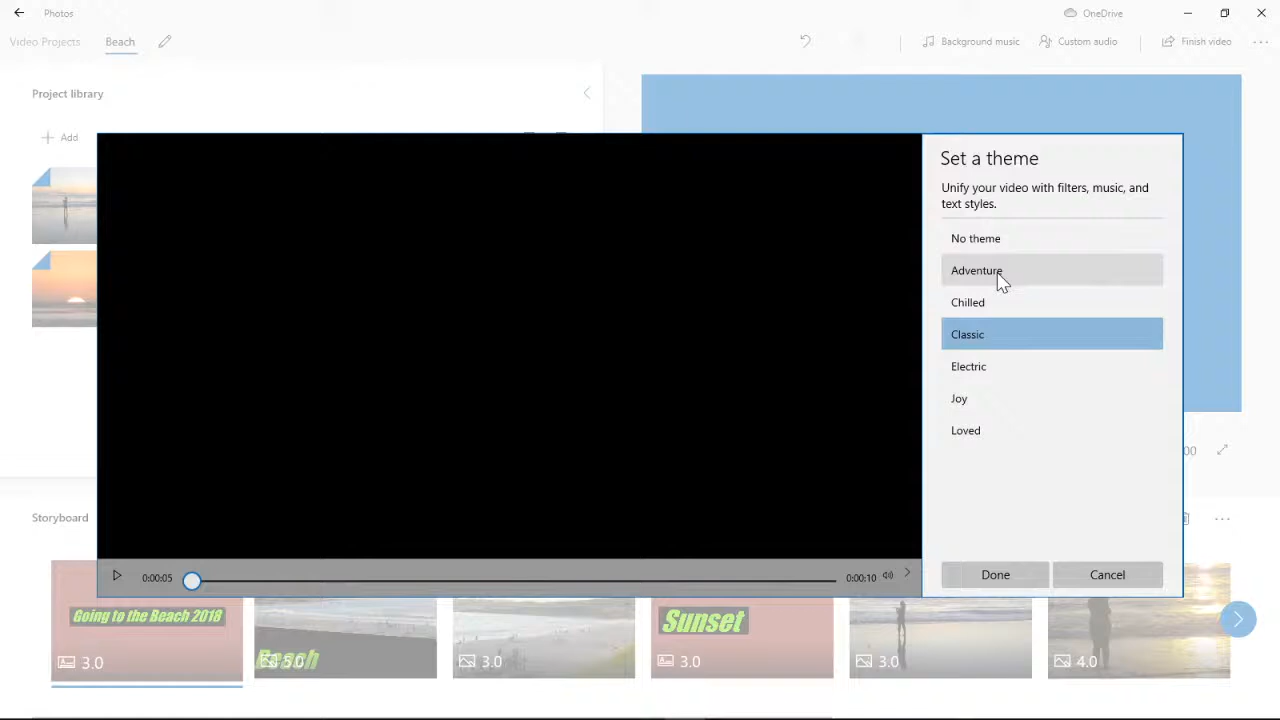 Photos
OneDrive
Video Projects
Beach
Background music
Custom audio
Finish video
Project library
Add
Set a theme
Unify your video with filters, music, and
text styles.
No theme
Adventure
Chilled
Classic
Electric
Joy
Loved
0:00:05
0:00:10
Done
Cancel
00
Storyboard
Going to the Beach 2018
3.0
Beach
5.0
3.0
Sunset
3.0
3.0
4.0